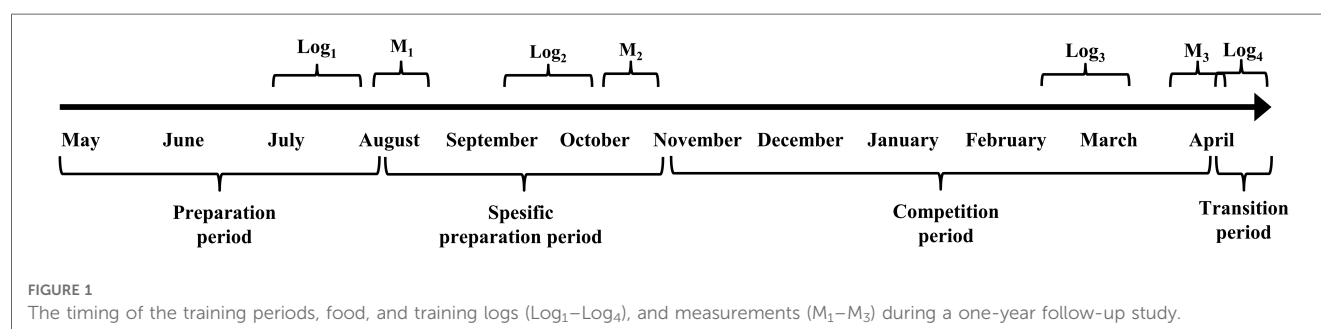 Log₁ M₁ Log₂ M₂ Log₃ M₃ Log₄
May June July August September October November December January February March April
Preparation period
Spesific preparation period
Competition period
Transition period
FIGURE 1
The timing of the training periods, food, and training logs (Log₁–Log₄), and measurements (M₁–M₃) during a one-year follow-up study.